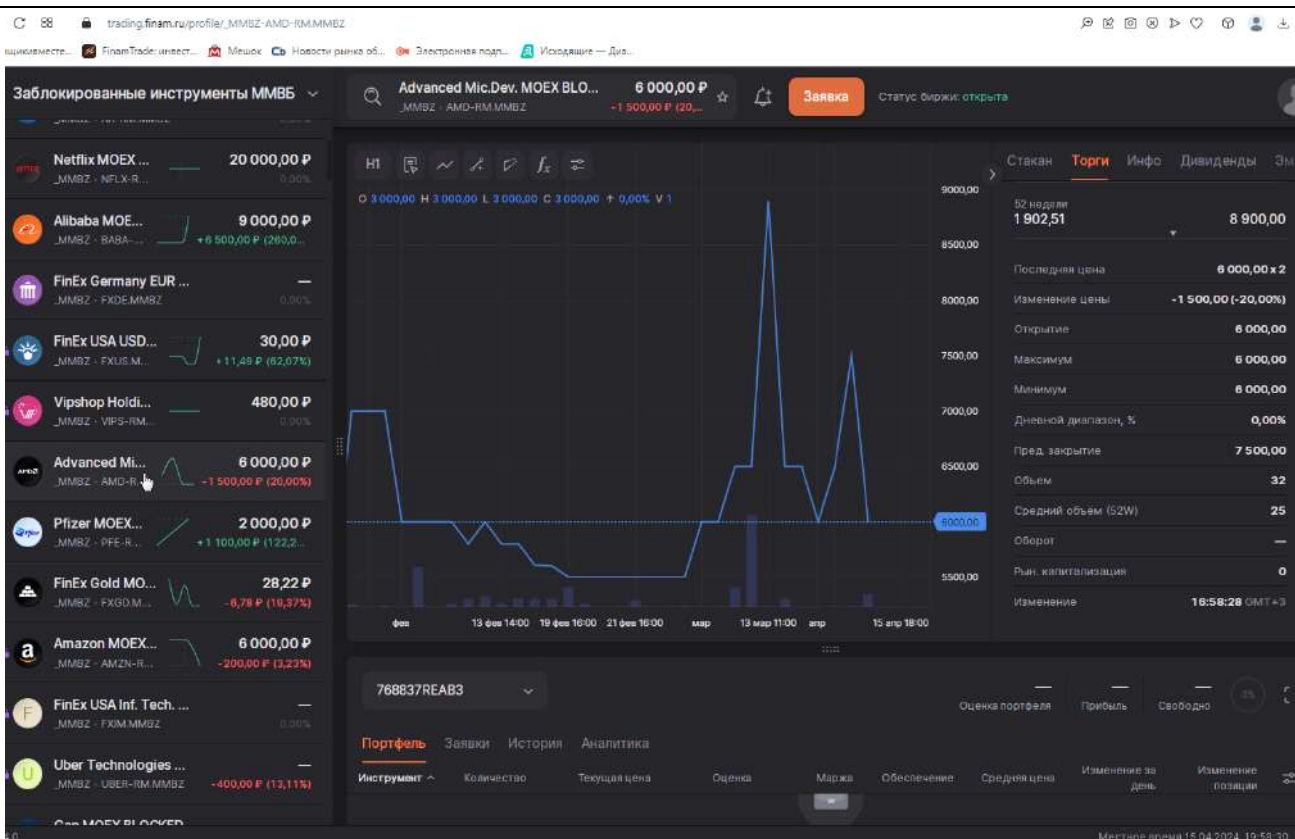 trading.finam.ru/profile/_MMBZ-AMD-RM.MMBZ
FinamTrade: инвест... Мешок Новости рынка об... Электронная подп... Исходящие — Диа...
Заблокированные инструменты ММВБ
Advanced Mic.Dev. MOEX BLO... 6 000,00 ₽
_MMBZ - AMD-RM.MMBZ -1 500,00 ₽ (20,...
Заявка
Статус биржи: открыта
Netflix MOEX ... 20 000,00 ₽
_MMBZ - NFLX-R... 0,00%
Alibaba MOE... 9 000,00 ₽
_MMBZ - BABA-... +6 500,00 ₽ (260,0...
FinEx Germany EUR ... —
_MMBZ - FXDE.MMBZ 0,00%
FinEx USA USD... 30,00 ₽
_MMBZ - FXUS.M... +11,49 ₽ (62,07%)
Vipshop Holdi... 480,00 ₽
_MMBZ - VIPS-RM... 0,00%
AMD
Advanced Mi... 6 000,00 ₽
_MMBZ - AMD-R... -1 500,00 ₽ (20,00%)
Pfizer
Pfizer MOEX... 2 000,00 ₽
_MMBZ - PFE-R... +1 100,00 ₽ (122,2...
FinEx Gold MO... 28,22 ₽
_MMBZ - FXGD.M... -6,78 ₽ (19,37%)
a
Amazon MOEX... 6 000,00 ₽
_MMBZ - AMZN-R... -200,00 ₽ (3,23%)
F
FinEx USA Inf. Tech. ... —
_MMBZ - FXIM.MMBZ 0,00%
U
Uber Technologies ... —
_MMBZ - UBER-RM.MMBZ -400,00 ₽ (13,11%)
Gap MOEX BLOCKED
H1
fx
O 3 000,00 H 3 000,00 L 3 000,00 C 3 000,00 ↑ 0,00% V 1
9000,00
8500,00
8000,00
7500,00
7000,00
6500,00
6000,00
5500,00
фев 13 фев 14:00 19 фев 16:00 21 фев 16:00 мар 13 мар 11:00 апр 15 апр 18:00
Стакан Торги Инфо Дивиденды Эм
52 недели
1 902,51 8 900,00
Последняя цена 6 000,00 x 2
Изменение цены -1 500,00 (-20,00%)
Открытие 6 000,00
Максимум 6 000,00
Минимум 6 000,00
Дневной диапазон, % 0,00%
Пред. закрытие 7 500,00
Объем 32
Средний объем (52W) 25
Оборот —
Рын. капитализация 0
Изменение 16:58:28 GMT+3
768837REAB3
Оценка портфеля Прибыль Свободно
Портфель Заявки История Аналитика
Инструмент Количество Текущая цена Оценка Маржа Обеспечение Средняя цена Изменение за день Изменение позиции
Местное время 15.04.2024, 19:58:30